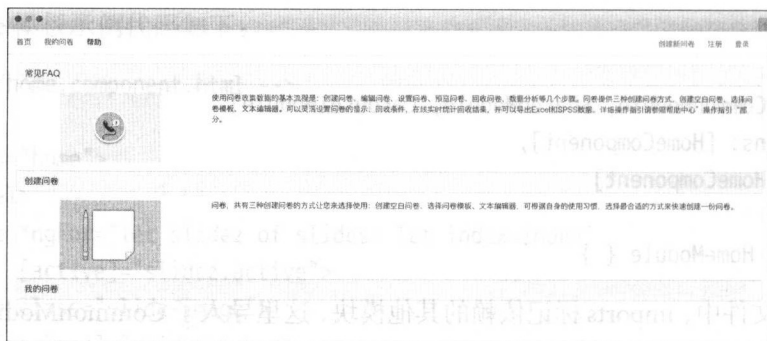 首页 我的问卷 帮助 创建新问卷 注册 登录
常见FAQ
使用问卷收集数据的基本流程是：创建问卷、编辑问卷、设置问卷、预览问卷、回收问卷、数据分析等几个步骤。问卷提供三种创建问卷方式，创建空白问卷、选择问
卷模板、文本编辑器。可以灵活设置问卷的显示、回收条件，在线实时统计回收结果，并可以导出Excel和SPSS数据。详细操作指引请参照帮助中心“操作指引”部
分。
创建问卷
问卷，共有三种创建问卷的方式让您来选择使用：创建空白问卷、选择问卷模板、文本编辑器，可根据自身的使用习惯，选择最合适的方式来快速创建一份问卷。
我的问卷